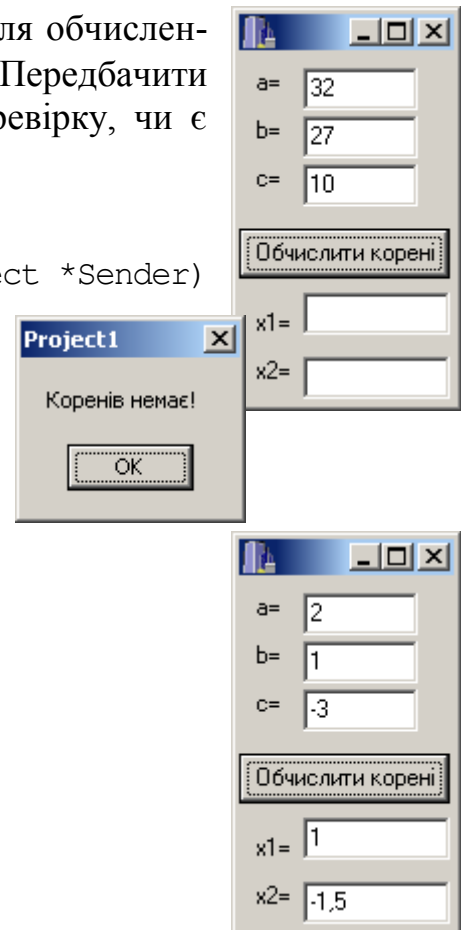 ля обчислен-
Передбачити
ревірку, чи є
ect *Sender)
a= 32
b= 27
c= 10
Обчислити корені
x1=
x2=
Project1
Коренів немає!
OK
a= 2
b= 1
c= -3
Обчислити корені
x1= 1
x2= -1,5